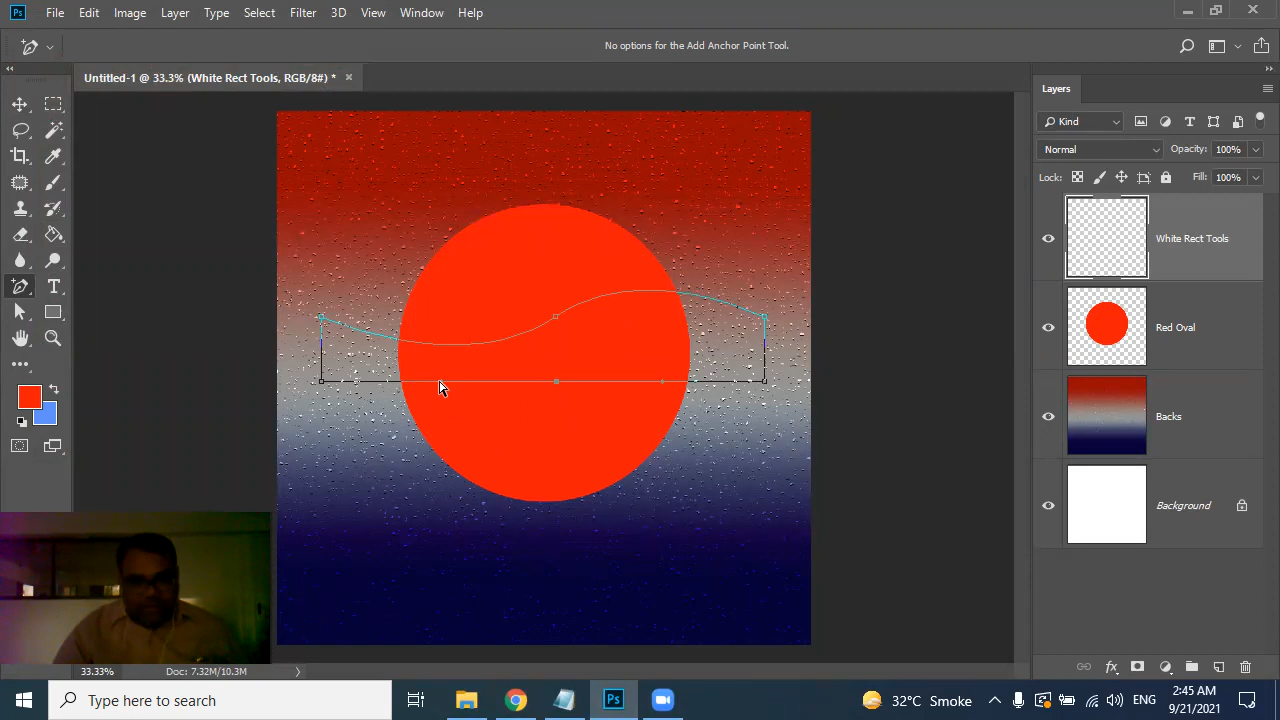 Ps File Edit Image Layer Type Select Filter 3D View Window Help
No options for the Add Anchor Point Tool.
Untitled-1 @ 33.3% (White Rect Tools, RGB/8#) *
Layers
Kind
Normal Opacity: 100%
Lock: Fill: 100%
White Rect Tools
Red Oval
Backs
Background
33.33% Doc: 7.32M/10.3M
fx
Type here to search
Ps
32°C Smoke
ENG
2:45 AM
9/21/2021